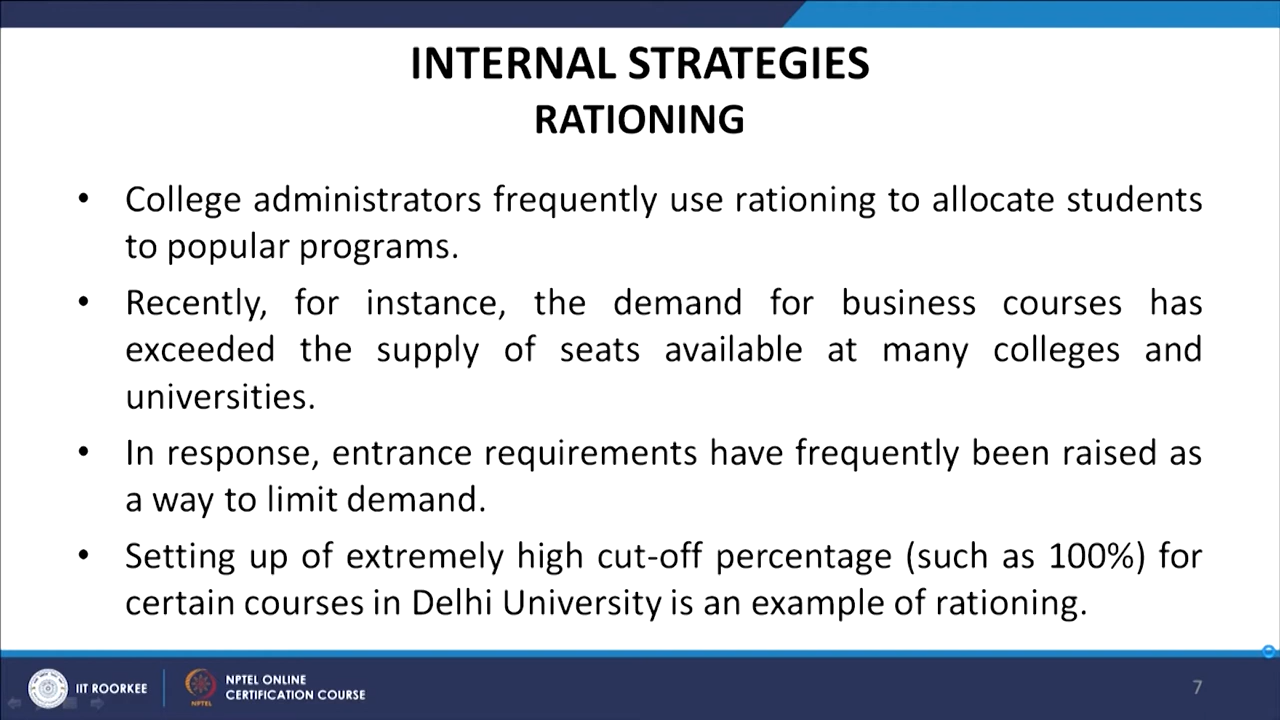 INTERNAL STRATEGIES
RATIONING
• College administrators frequently use rationing to allocate students
to popular programs.
• Recently, for instance, the demand for business courses has
exceeded the supply of seats available at many colleges and
universities.
• In response, entrance requirements have frequently been raised as
a way to limit demand.
• Setting up of extremely high cut-off percentage (such as 100%) for
certain courses in Delhi University is an example of rationing.
IIT ROORKEE
NPTEL
NPTEL ONLINE
CERTIFICATION COURSE
7